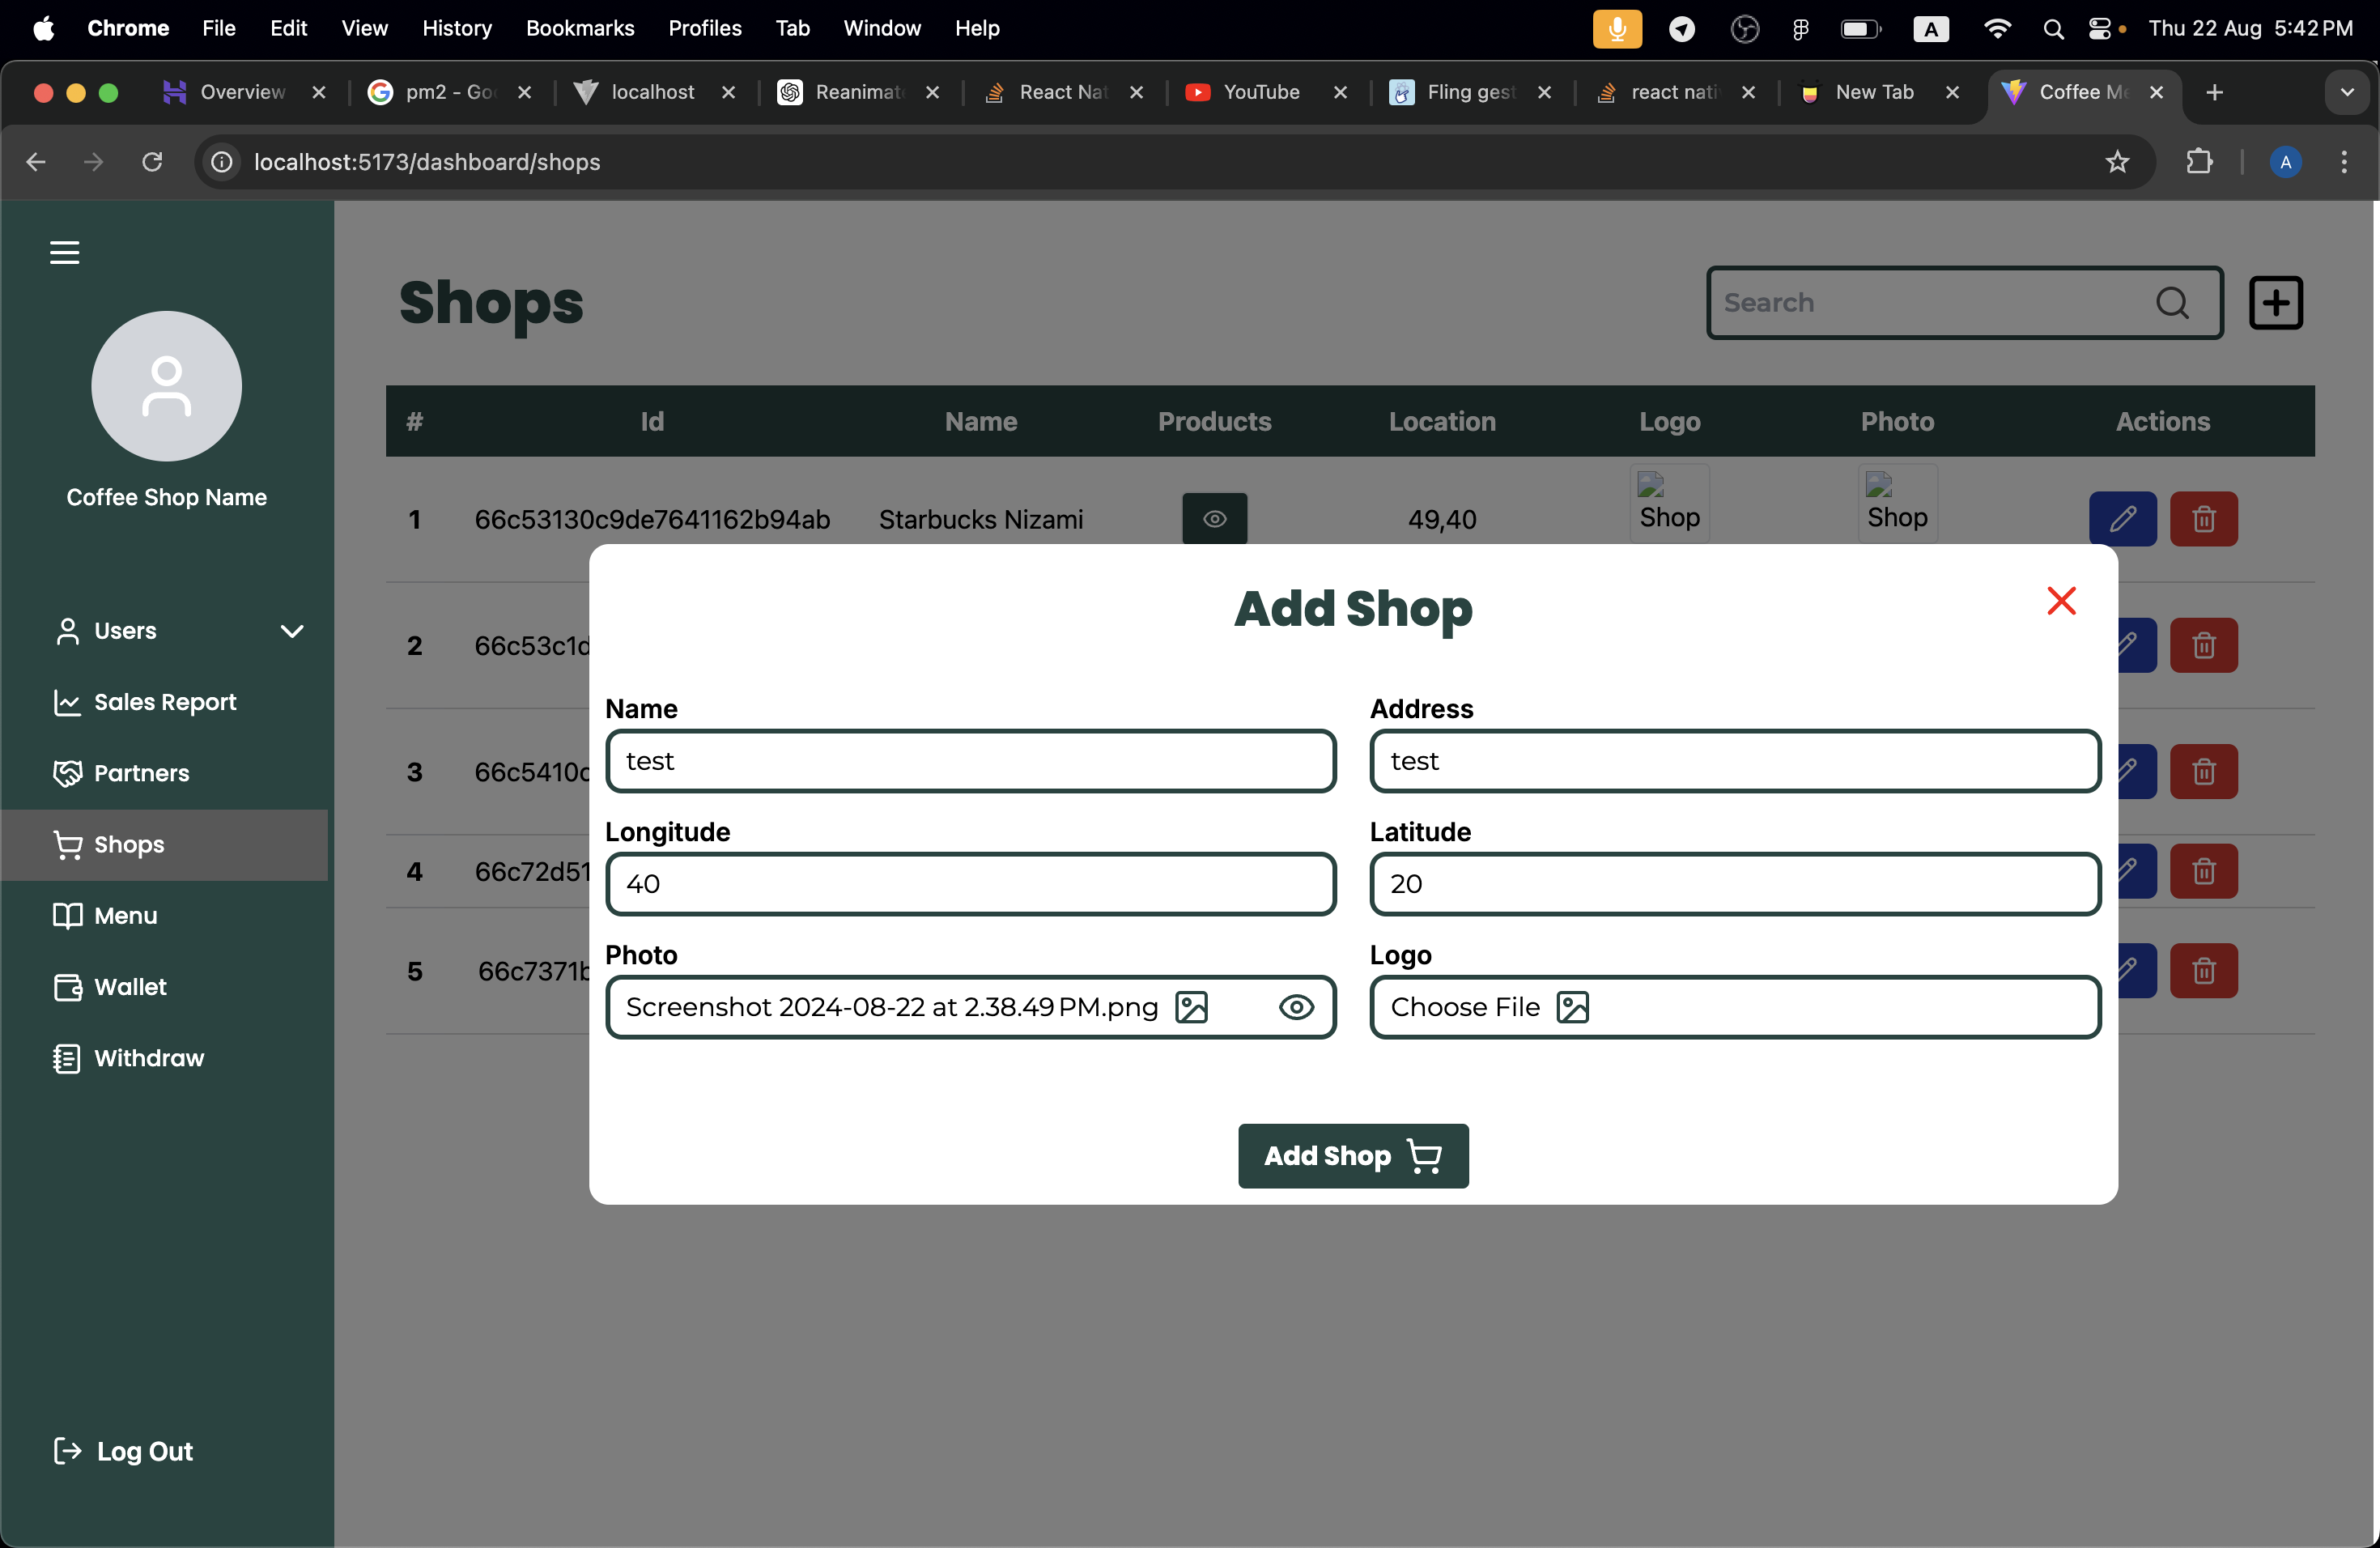 Chrome File Edit View History Bookmarks Profiles Tab Window Help A Thu 22 Aug 5:42 PM
Overview pm2 - Go localhost Reanimat React Nat YouTube Fling gest react nati New Tab Coffee Me
localhost:5173/dashboard/shops A
Shops
Search
Coffee Shop Name
Users
Sales Report
Partners
Shops
Menu
Wallet
Withdraw
Log Out
# Id Name Products Location Logo Photo Actions
1 66c53130c9de7641162b94ab Starbucks Nizami 49,40 Shop Shop
2 66c53c1d
3 66c5410c
4 66c72d51
5 66c7371b
Add Shop
Name Address
test test
Longitude Latitude
40 20
Photo Logo
Screenshot 2024-08-22 at 2.38.49 PM.png Choose File
Add Shop